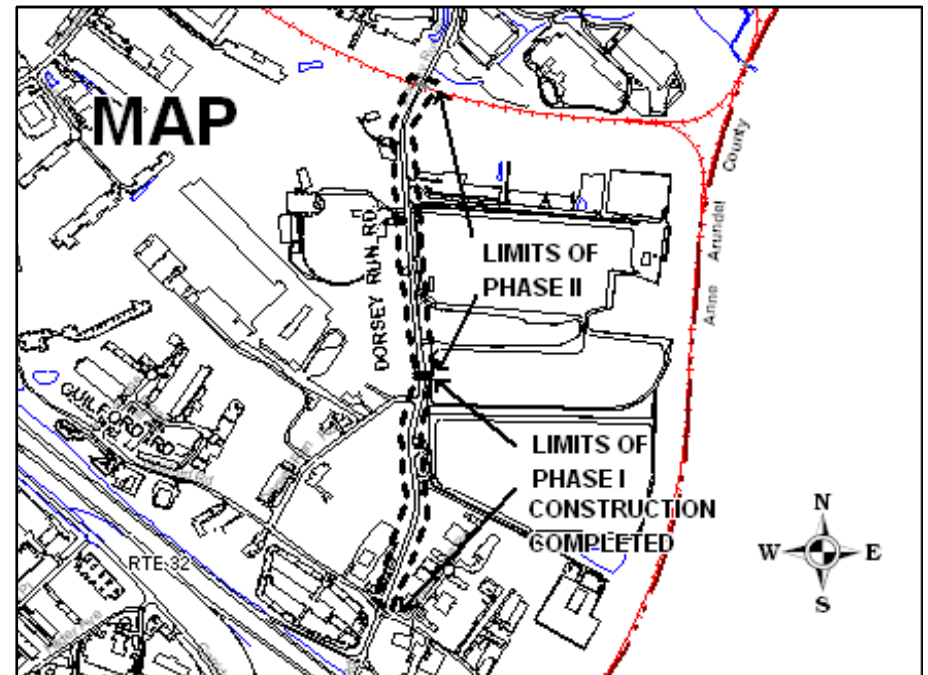 MAP
County
Arundel
Anne
DORSEY RUN RD
LIMITS OF
PHASE II
GUILFORD RD
LIMITS OF
PHASE I
CONSTRUCTION
COMPLETED
RTE 32
N
W
E
S